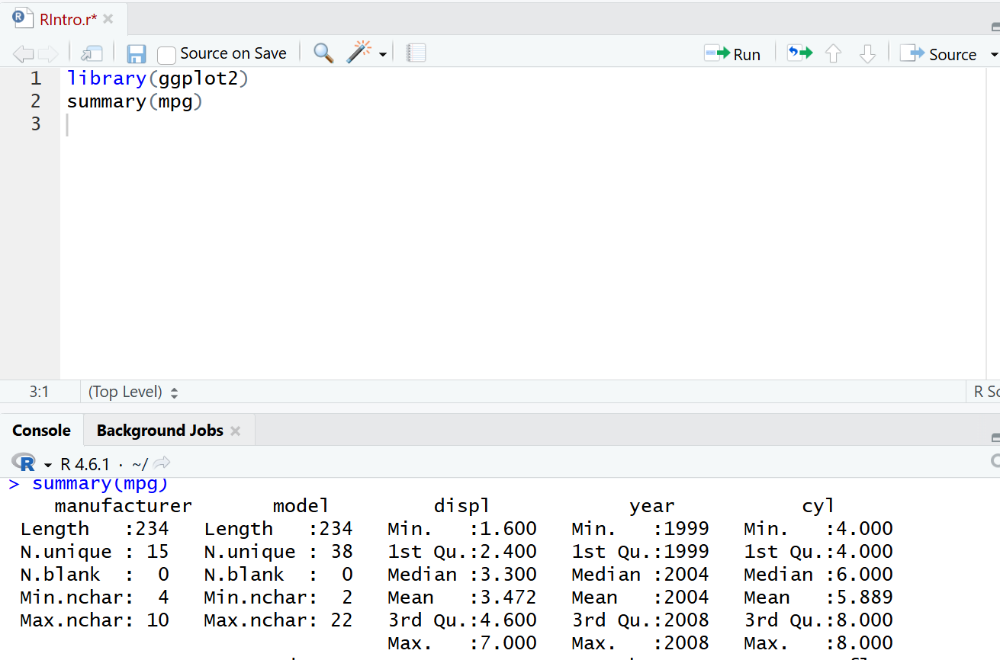 RIntro.r*
Source on Save Run Source
1 library(ggplot2)
2 summary(mpg)
3
3:1 (Top Level) R Sc
Console Background Jobs
R 4.6.1 · ~/
> summary(mpg)
manufacturer model displ year cyl
Length :234 Length :234 Min. :1.600 Min. :1999 Min. :4.000
N.unique : 15 N.unique : 38 1st Qu.:2.400 1st Qu.:1999 1st Qu.:4.000
N.blank : 0 N.blank : 0 Median :3.300 Median :2004 Median :6.000
Min.nchar: 4 Min.nchar: 2 Mean :3.472 Mean :2004 Mean :5.889
Max.nchar: 10 Max.nchar: 22 3rd Qu.:4.600 3rd Qu.:2008 3rd Qu.:8.000
Max. :7.000 Max. :2008 Max. :8.000